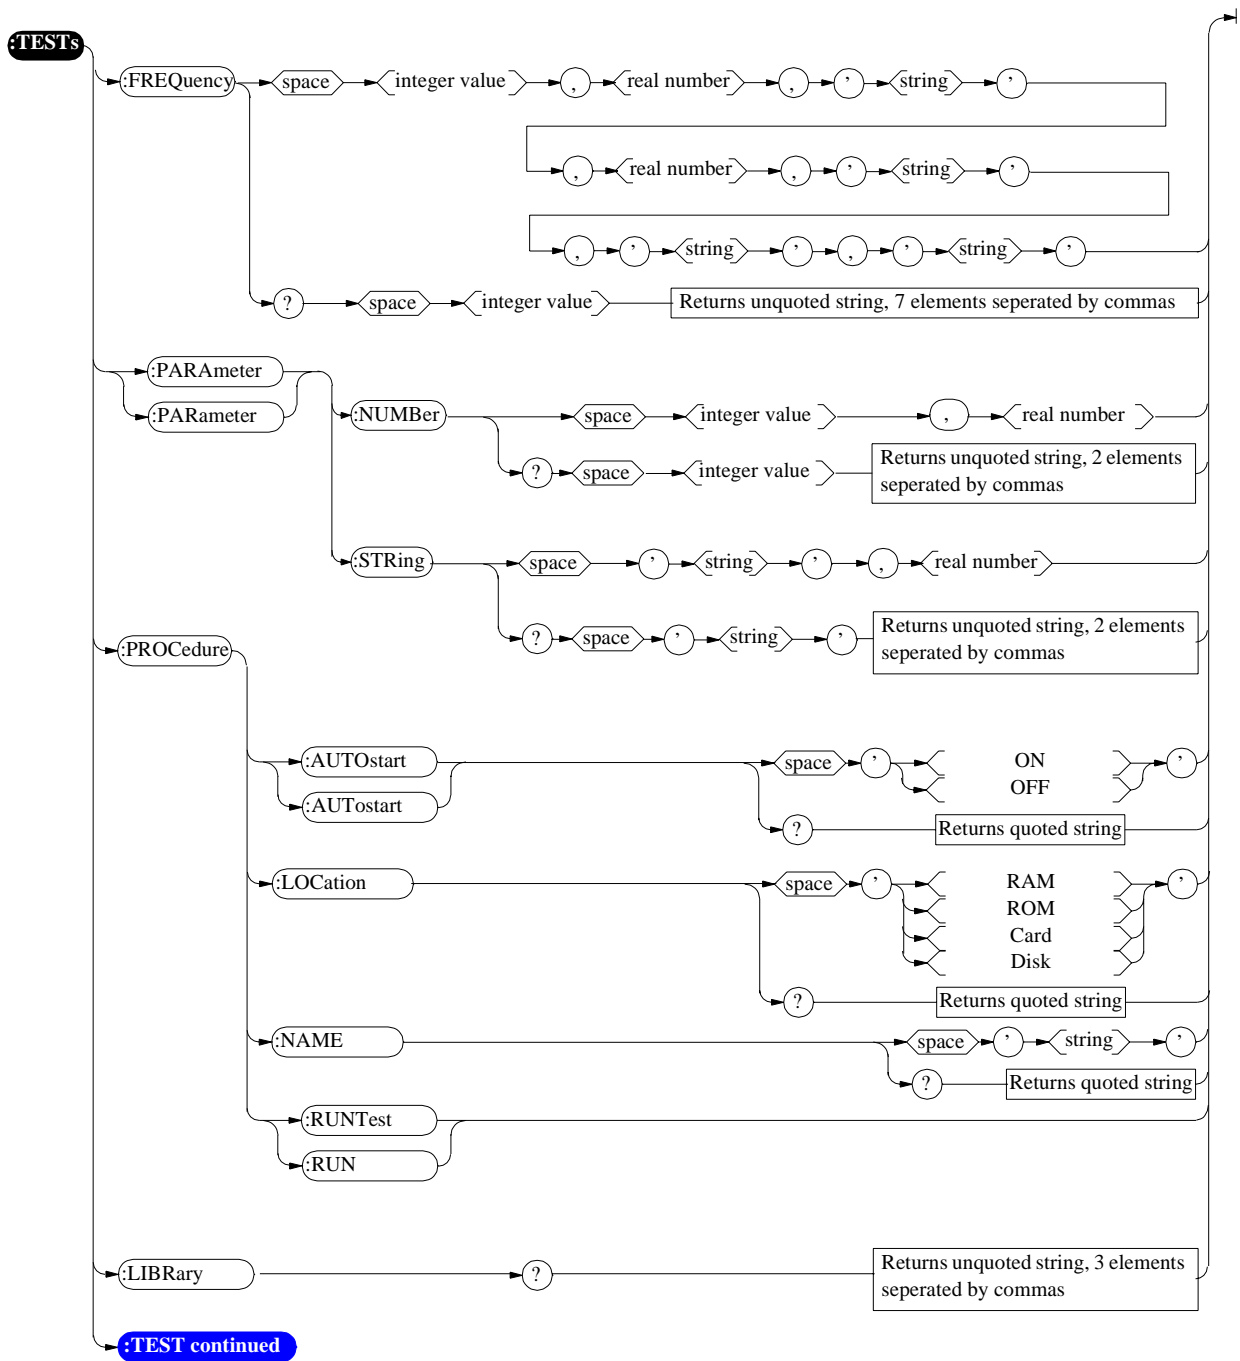 :TESTs
:FREQuency space integer value , real number , ’ string ’
, real number , ’ string ’
, ’ string ’ , ’ string ’
? space integer value Returns unquoted string, 7 elements seperated by commas
:PARAmeter
:PARameter
:NUMBer space integer value , real number
? space integer value Returns unquoted string, 2 elements
seperated by commas
:STRing space ’ string ’ , real number
? space ’ string ’ Returns unquoted string, 2 elements
seperated by commas
:PROCedure
:AUTOstart space ’ ON ’
OFF
:AUTostart
? Returns quoted string
:LOCation space ’ RAM ’
ROM
Card
Disk
? Returns quoted string
:NAME space ’ string ’
? Returns quoted string
:RUNTest
:RUN
:LIBRary ? Returns unquoted string, 3 elements
seperated by commas
:TEST continued